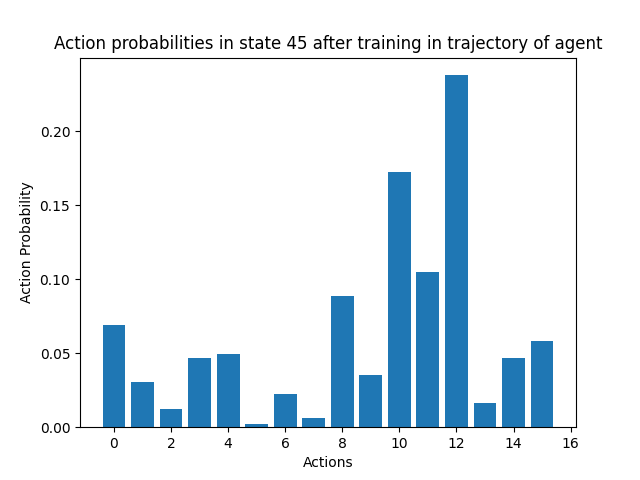 Action probabilities in state 45 after training in trajectory of agent
0.20
0.15
0.10
0.05
0.00
Action Probability
0 2 4 6 8 10 12 14 16
Actions